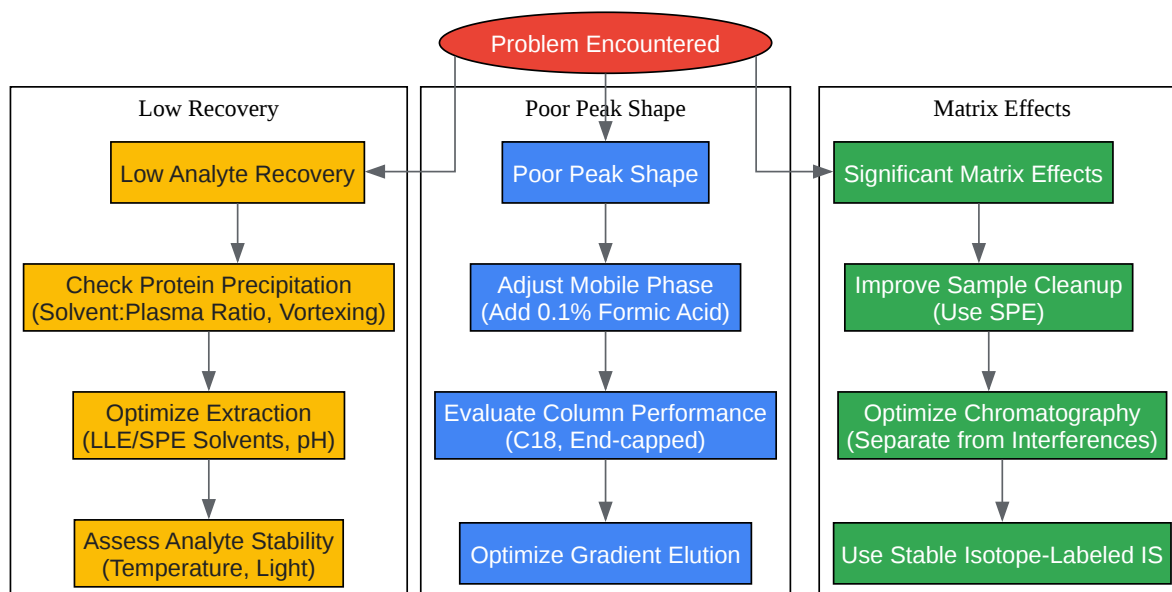 Problem Encountered
Low Recovery
Low Analyte Recovery
Check Protein Precipitation
(Solvent:Plasma Ratio, Vortexing)
Optimize Extraction
(LLE/SPE Solvents, pH)
Assess Analyte Stability
(Temperature, Light)
Poor Peak Shape
Poor Peak Shape
Adjust Mobile Phase
(Add 0.1% Formic Acid)
Evaluate Column Performance
(C18, End-capped)
Optimize Gradient Elution
Matrix Effects
Significant Matrix Effects
Improve Sample Cleanup
(Use SPE)
Optimize Chromatography
(Separate from Interferences)
Use Stable Isotope-Labeled IS